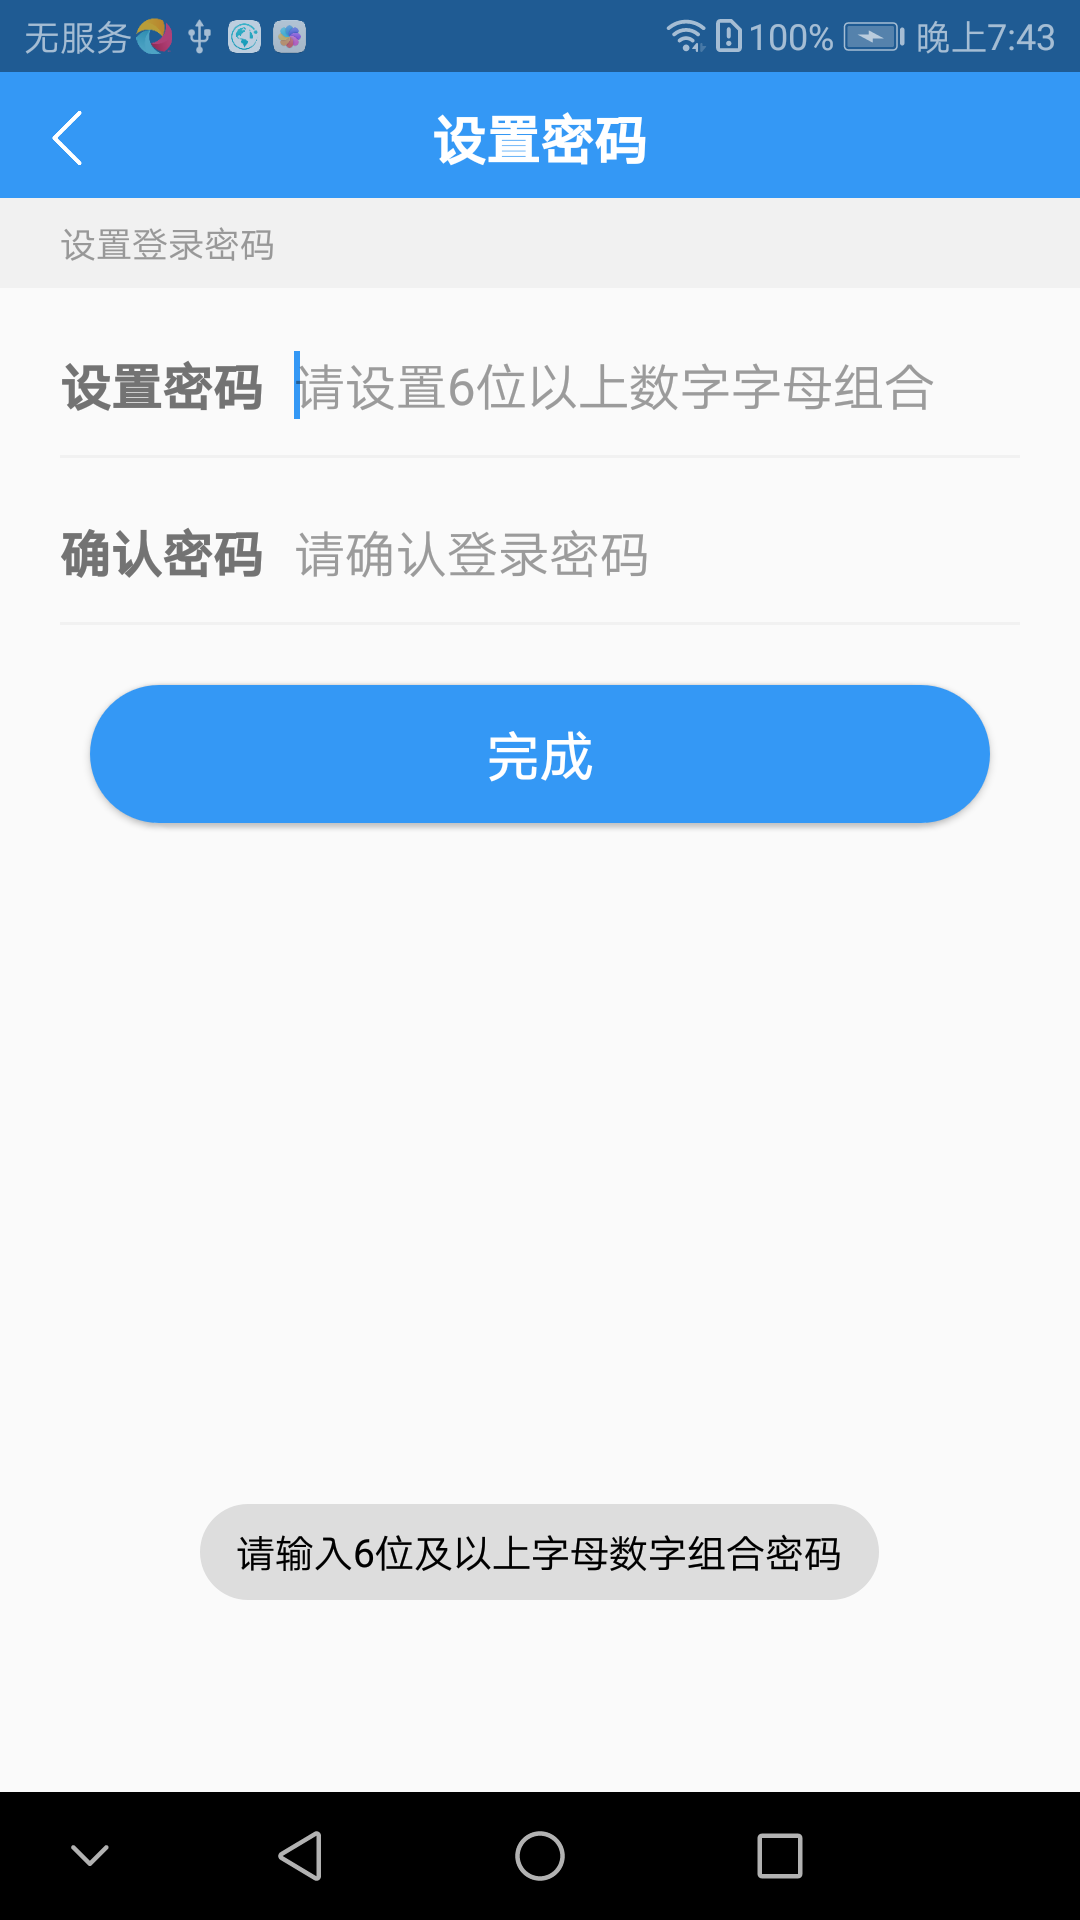 无服务 100% 晚上7:43
设置密码
设置登录密码
设置密码 请设置6位以上数字字母组合
确认密码 请确认登录密码
完成
请输入6位及以上字母数字组合密码